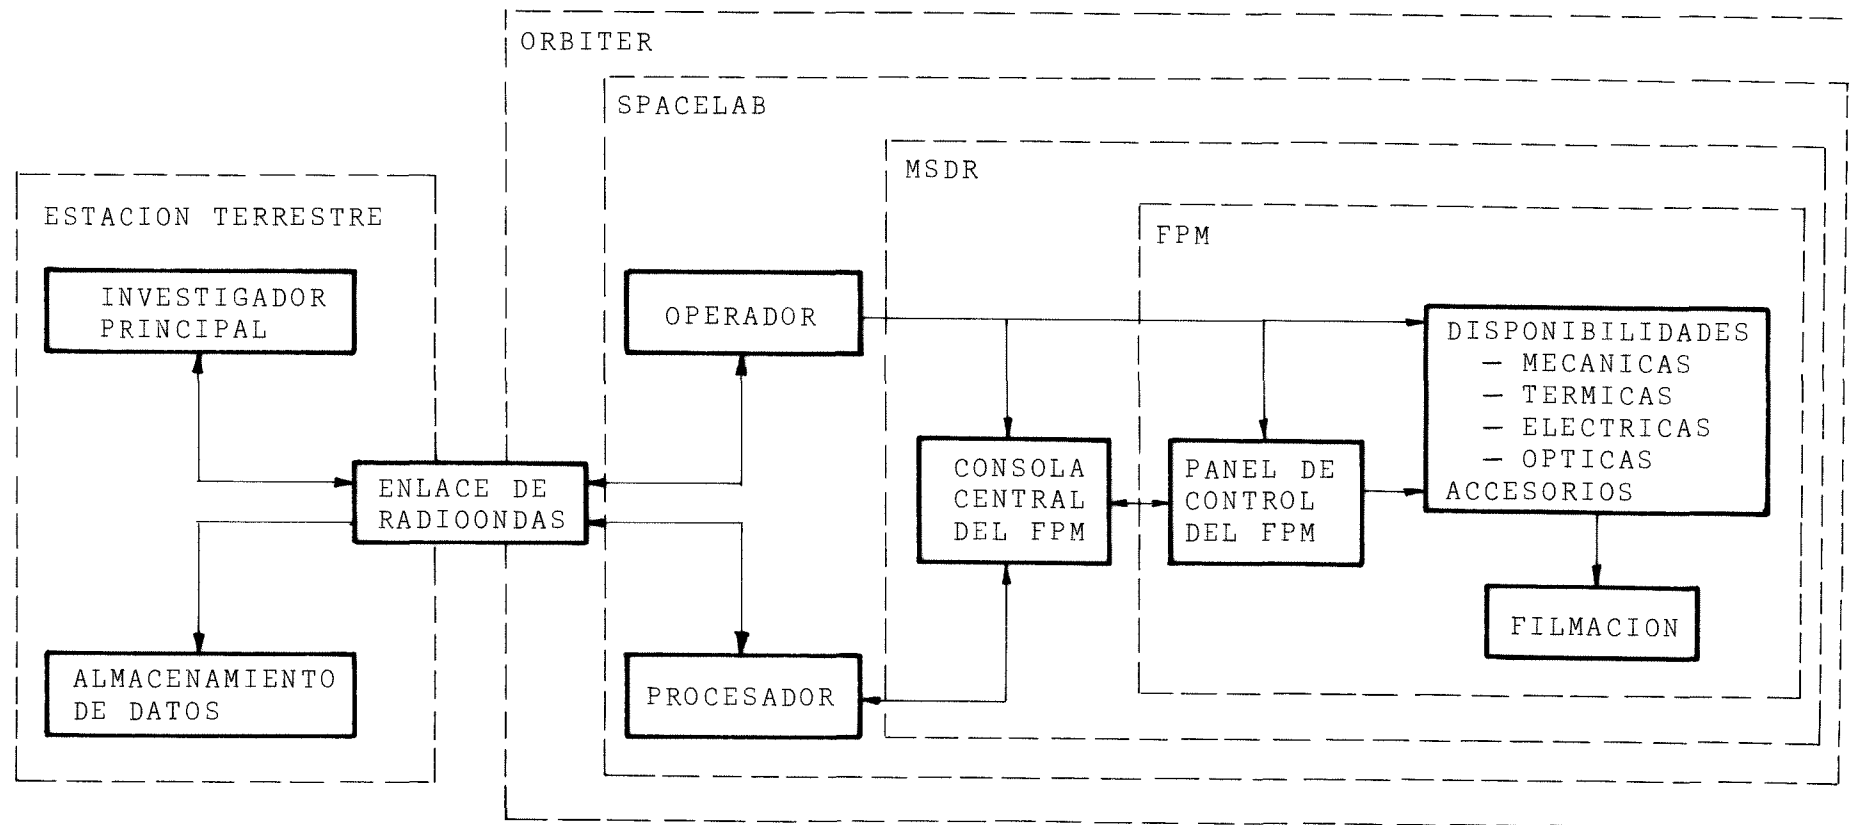 ORBITER
SPACELAB
MSDR
FPM
ESTACION TERRESTRE
INVESTIGADOR
PRINCIPAL
ENLACE DE
RADIOONDAS
ALMACENAMIENTO
DE DATOS
OPERADOR
PROCESADOR
CONSOLA
CENTRAL
DEL FPM
PANEL DE
CONTROL
DEL FPM
DISPONIBILIDADES
— MECANICAS
— TERMICAS
— ELECTRICAS
— OPTICAS
ACCESORIOS
FILMACION